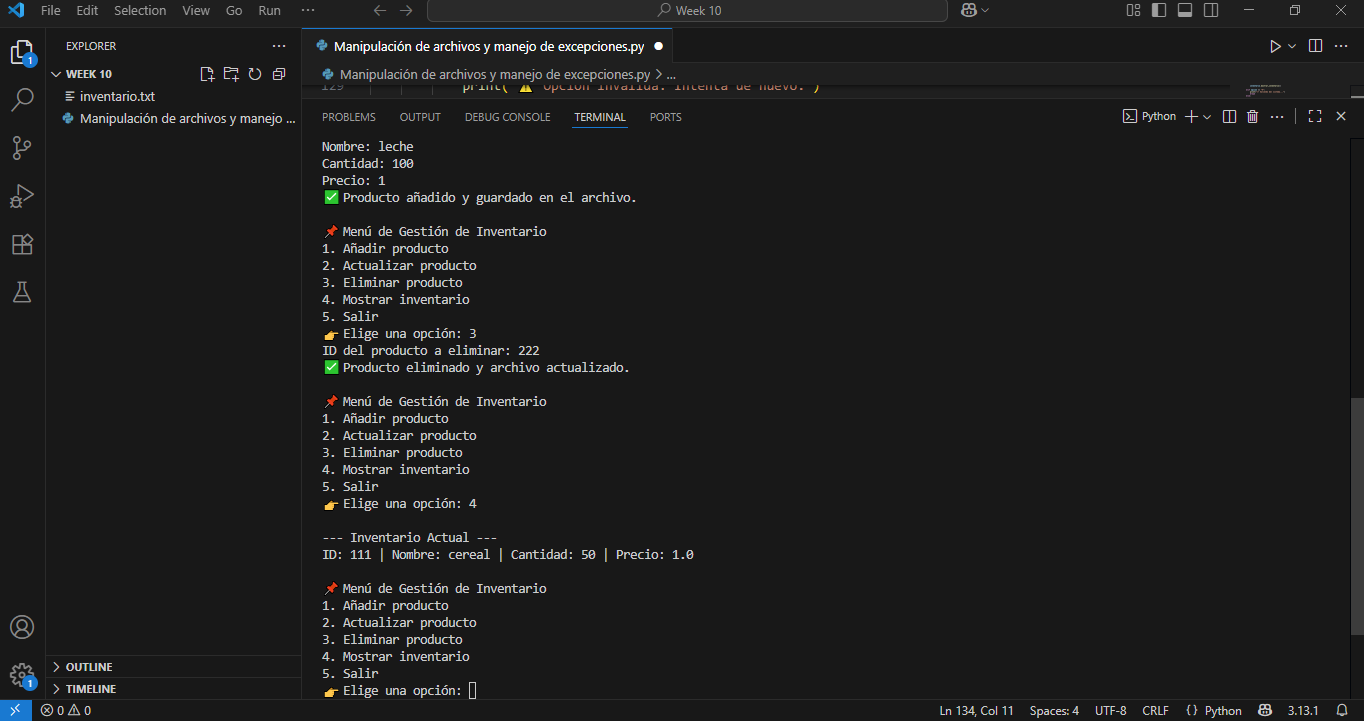 File Edit Selection View Go Run ··· Week 10
EXPLORER ···
WEEK 10
inventario.txt
Manipulación de archivos y manejo ...
OUTLINE
TIMELINE
Manipulación de archivos y manejo de excepciones.py
Manipulación de archivos y manejo de excepciones.py > ...
129 print("⚠️ Opción inválida. Intenta de nuevo.")
PROBLEMS OUTPUT DEBUG CONSOLE TERMINAL PORTS Python
Nombre: leche
Cantidad: 100
Precio: 1
✅ Producto añadido y guardado en el archivo.
📌 Menú de Gestión de Inventario
1. Añadir producto
2. Actualizar producto
3. Eliminar producto
4. Mostrar inventario
5. Salir
👉 Elige una opción: 3
ID del producto a eliminar: 222
✅ Producto eliminado y archivo actualizado.
📌 Menú de Gestión de Inventario
1. Añadir producto
2. Actualizar producto
3. Eliminar producto
4. Mostrar inventario
5. Salir
👉 Elige una opción: 4
--- Inventario Actual ---
ID: 111 | Nombre: cereal | Cantidad: 50 | Precio: 1.0
📌 Menú de Gestión de Inventario
1. Añadir producto
2. Actualizar producto
3. Eliminar producto
4. Mostrar inventario
5. Salir
👉 Elige una opción:
1
1
0 0 Ln 134, Col 11 Spaces: 4 UTF-8 CRLF {} Python 3.13.1